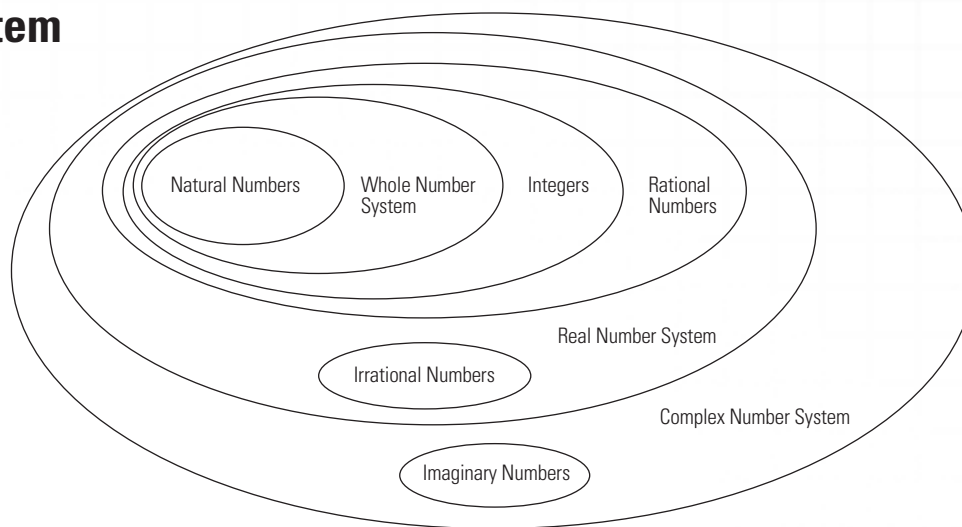 tem
Natural Numbers
Whole Number
System
Integers
Rational
Numbers
Real Number System
Irrational Numbers
Complex Number System
Imaginary Numbers